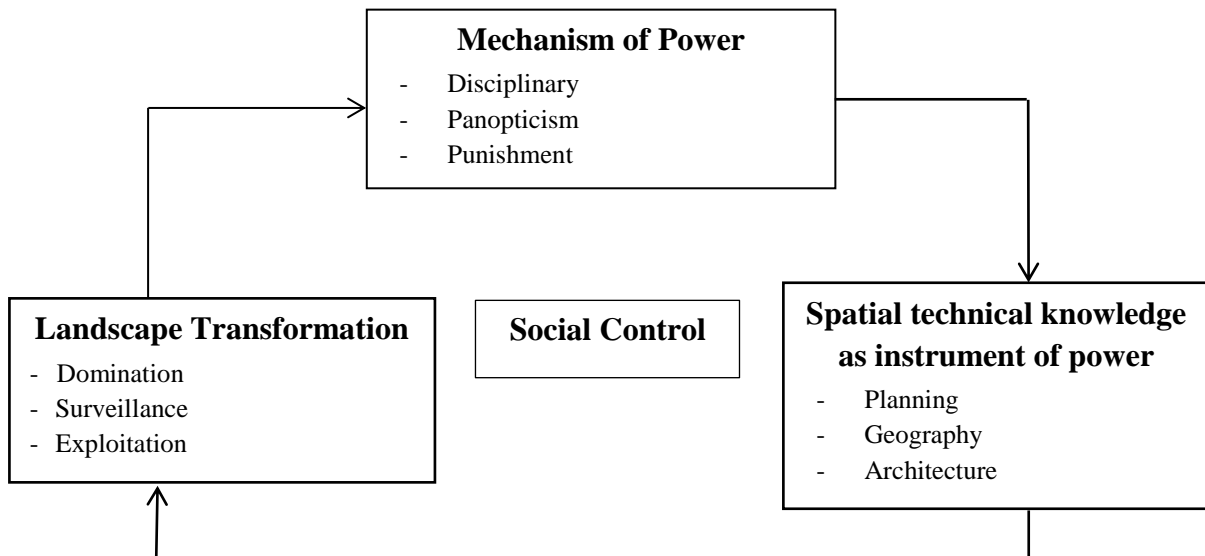 Mechanism of Power
- Disciplinary
- Panopticism
- Punishment
Landscape Transformation
- Domination
- Surveillance
- Exploitation
Social Control
Spatial technical knowledge
as instrument of power
- Planning
- Geography
- Architecture